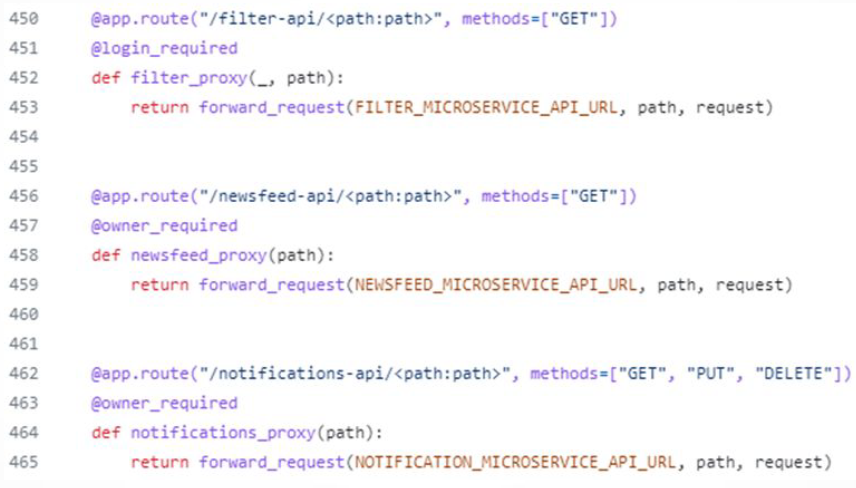 450 @app.route("/filter-api/<path:path>", methods=["GET"])
451 @login_required
452 def filter_proxy(_, path):
453 return forward_request(FILTER_MICROSERVICE_API_URL, path, request)
454
455
456 @app.route("/newsfeed-api/<path:path>", methods=["GET"])
457 @owner_required
458 def newsfeed_proxy(path):
459 return forward_request(NEWSFEED_MICROSERVICE_API_URL, path, request)
460
461
462 @app.route("/notifications-api/<path:path>", methods=["GET", "PUT", "DELETE"])
463 @owner_required
464 def notifications_proxy(path):
465 return forward_request(NOTIFICATION_MICROSERVICE_API_URL, path, request)